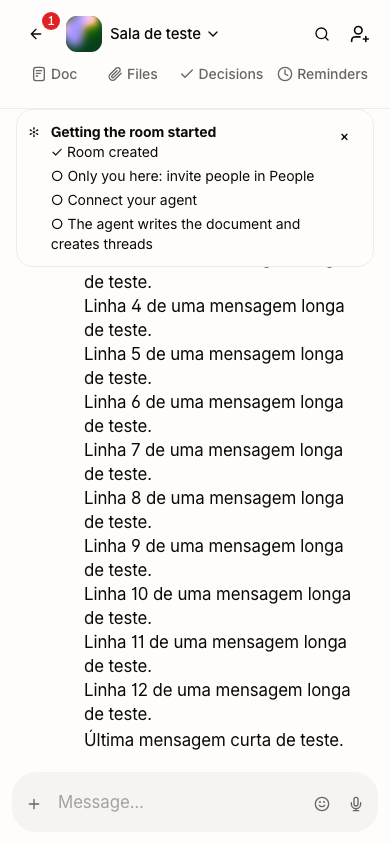 1
Sala de teste
Doc
Files
Decisions
Reminders
Getting the room started
✓ Room created
○ Only you here: invite people in People
○ Connect your agent
○ The agent writes the document and
creates threads
de teste.
Linha 4 de uma mensagem longa
de teste.
Linha 5 de uma mensagem longa
de teste.
Linha 6 de uma mensagem longa
de teste.
Linha 7 de uma mensagem longa
de teste.
Linha 8 de uma mensagem longa
de teste.
Linha 9 de uma mensagem longa
de teste.
Linha 10 de uma mensagem longa
de teste.
Linha 11 de uma mensagem longa
de teste.
Linha 12 de uma mensagem longa
de teste.
Última mensagem curta de teste.
Message...